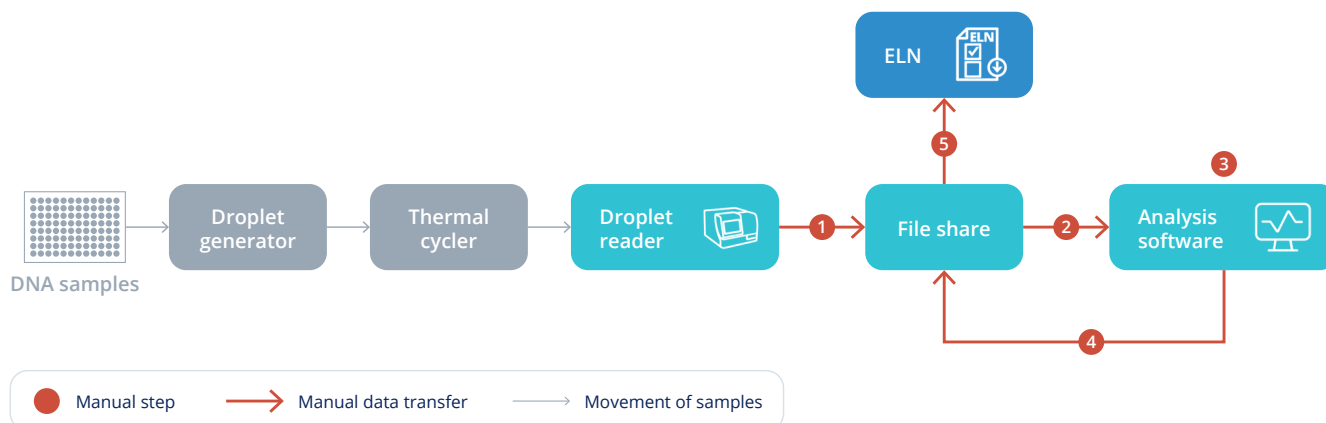 ELN
ELN
5
3
Droplet
generator
Thermal
cycler
Droplet
reader
1
File share
2
Analysis
software
DNA samples
4
Manual step
Manual data transfer
Movement of samples